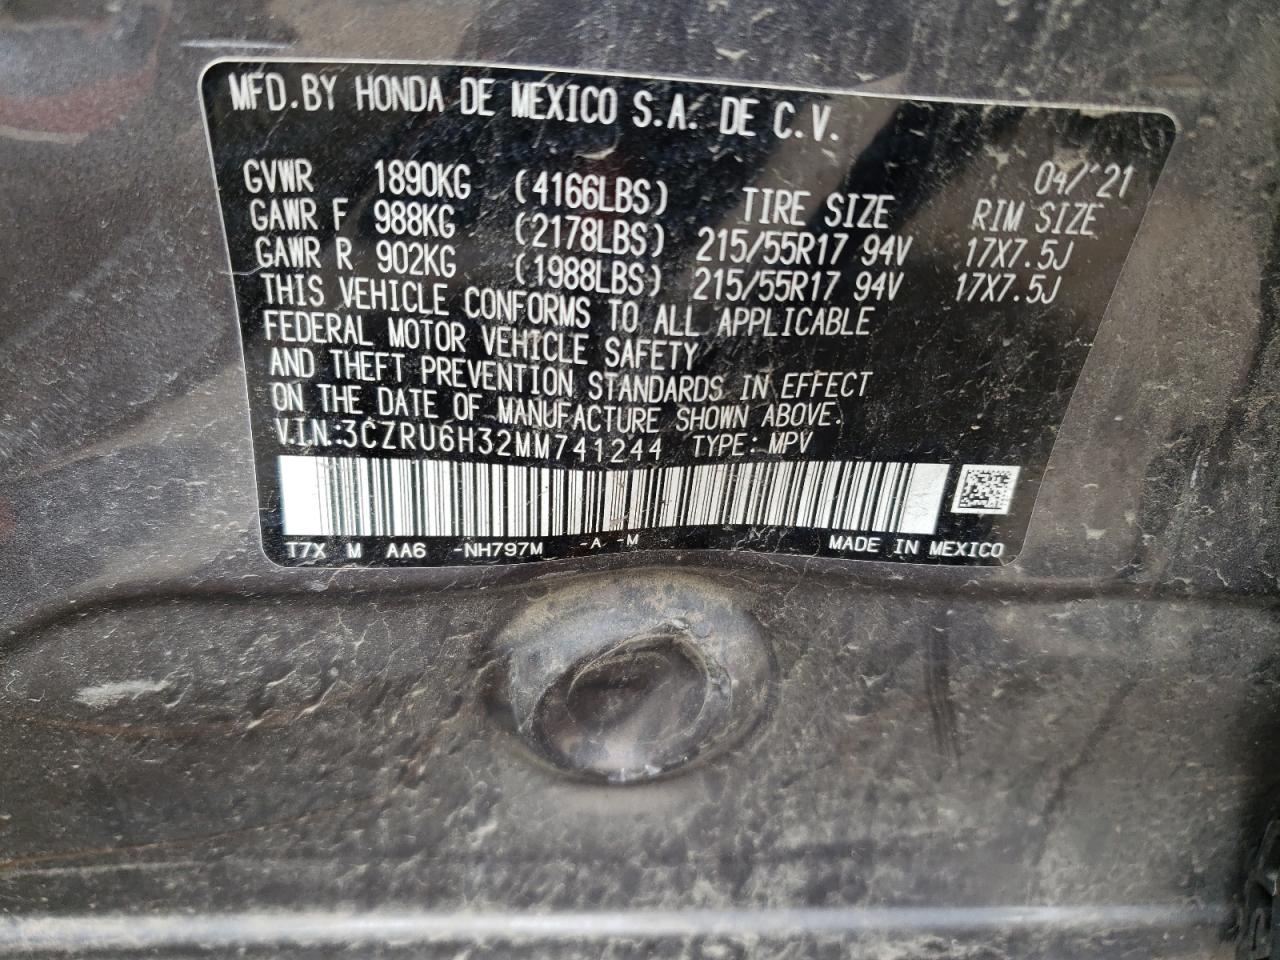 MFD.BY HONDA DE MEXICO S.A. DE C.V.
04/'21
GVWR 1890KG (4166LBS) TIRE SIZE RIM SIZE
GAWR F 988KG (2178LBS) 215/55R17 94V 17X7.5J
GAWR R 902KG (1988LBS) 215/55R17 94V 17X7.5J
THIS VEHICLE CONFORMS TO ALL APPLICABLE
FEDERAL MOTOR VEHICLE SAFETY
AND THEFT PREVENTION STANDARDS IN EFFECT
ON THE DATE OF MANUFACTURE SHOWN ABOVE.
V.I.N.:3CZRU6H32MM741244 TYPE: MPV
T7X M AA6 -NH797M -A -M MADE IN MEXICO